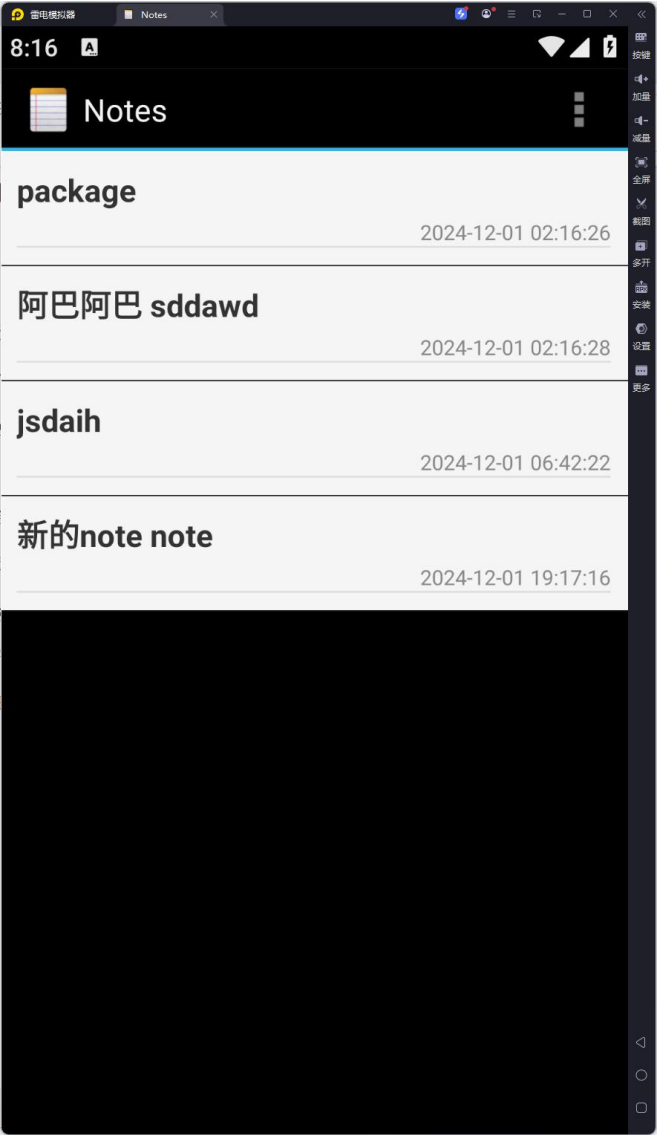 雷电模拟器
Notes
8:16
A
Notes
package
2024-12-01 02:16:26
阿巴阿巴 sddawd
2024-12-01 02:16:28
jsdaih
2024-12-01 06:42:22
新的note note
2024-12-01 19:17:16
按键
加量
减量
全屏
截图
多开
安装
设置
更多